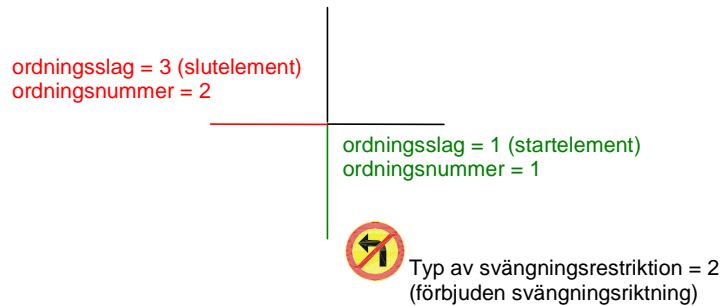 ordningsslag = 3 (slutelement)
ordningsnummer = 2
ordningsslag = 1 (startelement)
ordningsnummer = 1
Typ av svängningsrestriktion = 2
(förbjuden svängningsriktning)